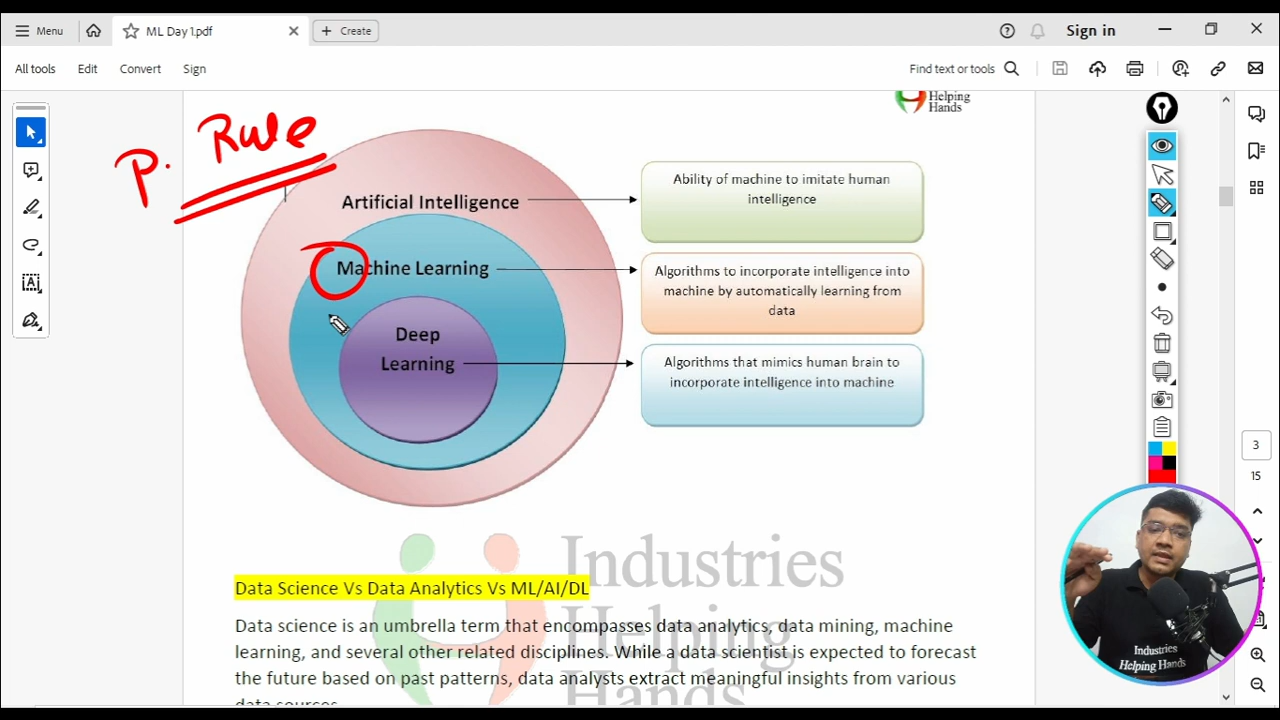 Menu
ML Day 1.pdf
Create
Sign in
All tools
Edit
Convert
Sign
Find text or tools
Helping
Hands
P. Rule
Artificial Intelligence
Ability of machine to imitate human
intelligence
Machine Learning
Algorithms to incorporate intelligence into
machine by automatically learning from
data
Deep
Learning
Algorithms that mimics human brain to
incorporate intelligence into machine
3
15
Industries
Helping
Hands
Data Science Vs Data Analytics Vs ML/AI/DL
Data science is an umbrella term that encompasses data analytics, data mining, machine
learning, and several other related disciplines. While a data scientist is expected to forecast
the future based on past patterns, data analysts extract meaningful insights from various
data sources.
Industries
Helping Hands